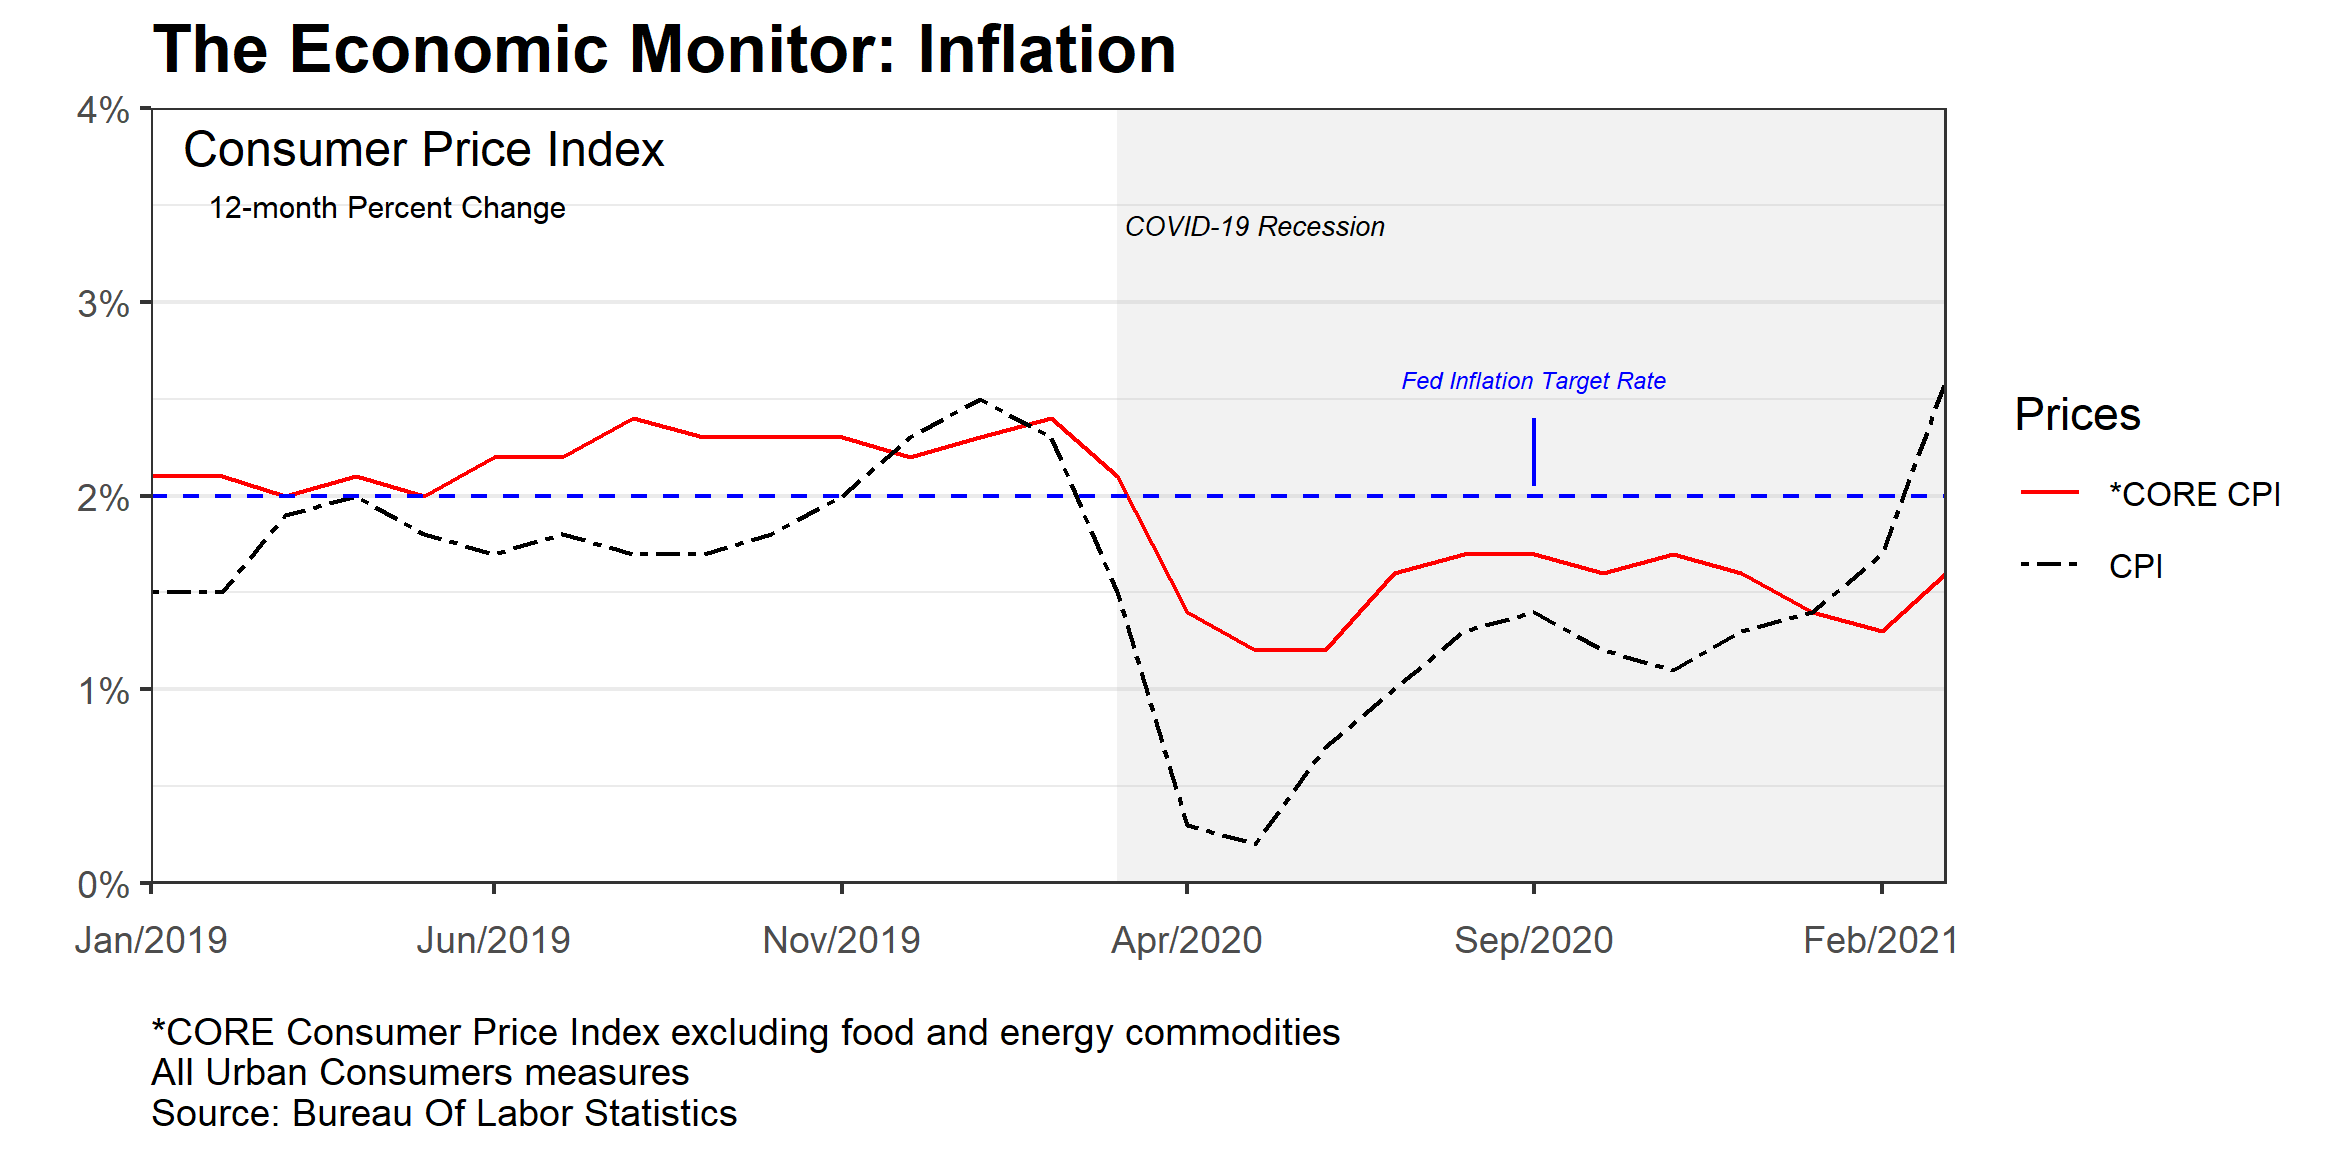 The Economic Monitor: Inflation
4%
Consumer Price Index
12-month Percent Change
COVID-19 Recession
3%
Fed Inflation Target Rate
Prices
2%
*CORE CPI
CPI
1%
0%
Jan/2019
Jun/2019
Nov/2019
Apr/2020
Sep/2020
Feb/2021
*CORE Consumer Price Index excluding food and energy commodities
All Urban Consumers measures
Source: Bureau Of Labor Statistics